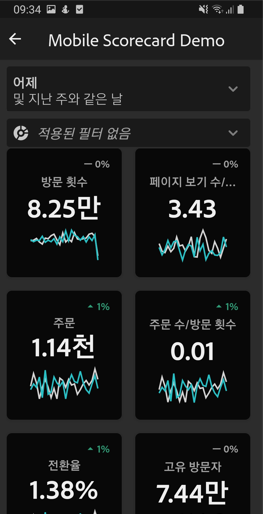 09:34
Mobile Scorecard Demo
어제
및 지난 주와 같은 날
적용된 필터 없음
0%
방문 횟수
8.25만
0%
페이지 보기 수/...
3.43
1%
주문
1.14천
1%
주문 수/방문 횟수
0.01
1%
전환율
1.38%
0%
고유 방문자
7.44만